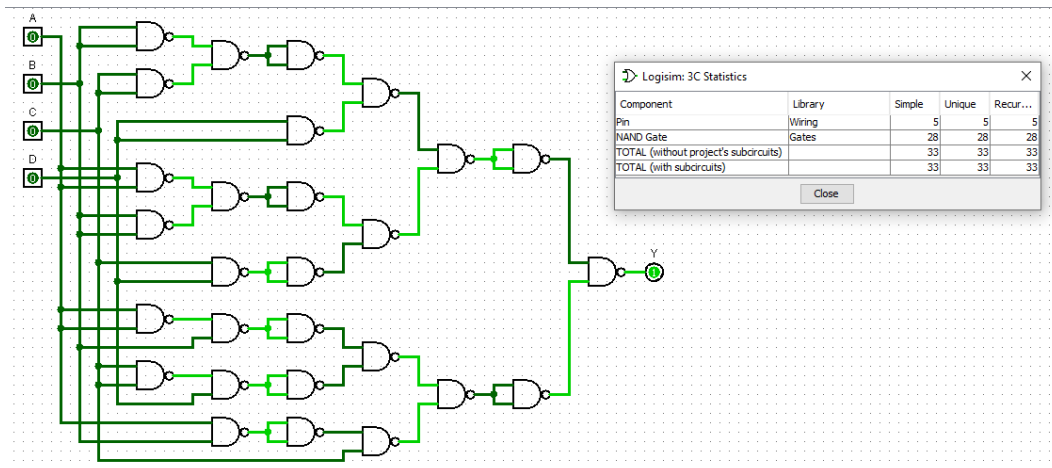 A
B
C
D
Y
Logisim: 3C Statistics
Component Library Simple Unique Recur...
Pin Wiring 5 5 5
NAND Gate Gates 28 28 28
TOTAL (without project's subcircuits) 33 33 33
TOTAL (with subcircuits) 33 33 33
Close